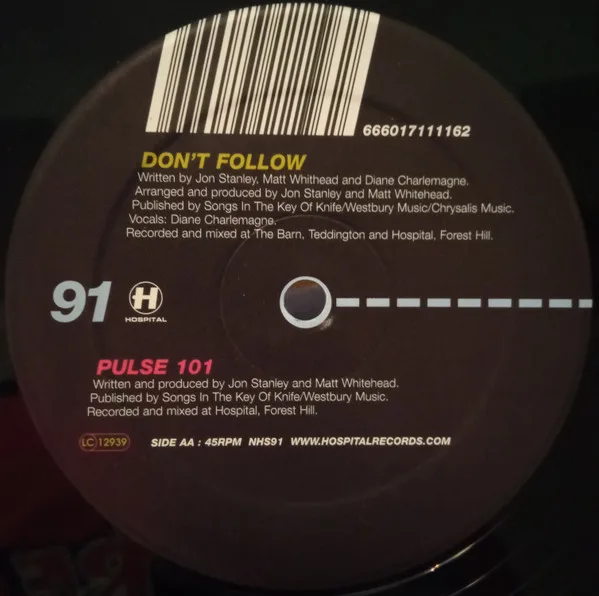 666017111162
DON'T FOLLOW
Written by Jon Stanley, Matt Whithead and Diane Charlemagne.
Arranged and produced by Jon Stanley and Matt Whitehead.
Published by Songs In The Key Of Knife/Westbury Music/Chrysalis Music.
Vocals: Diane Charlemagne.
Recorded and mixed at The Barn, Teddington and Hospital, Forest Hill.
91 H
HOSPITAL
PULSE 101
Written and produced by Jon Stanley and Matt Whitehead.
Published by Songs In The Key Of Knife/Westbury Music.
Recorded and mixed at Hospital, Forest Hill.
LC 12939 SIDE AA : 45RPM NHS91 WWW.HOSPITALRECORDS.COM